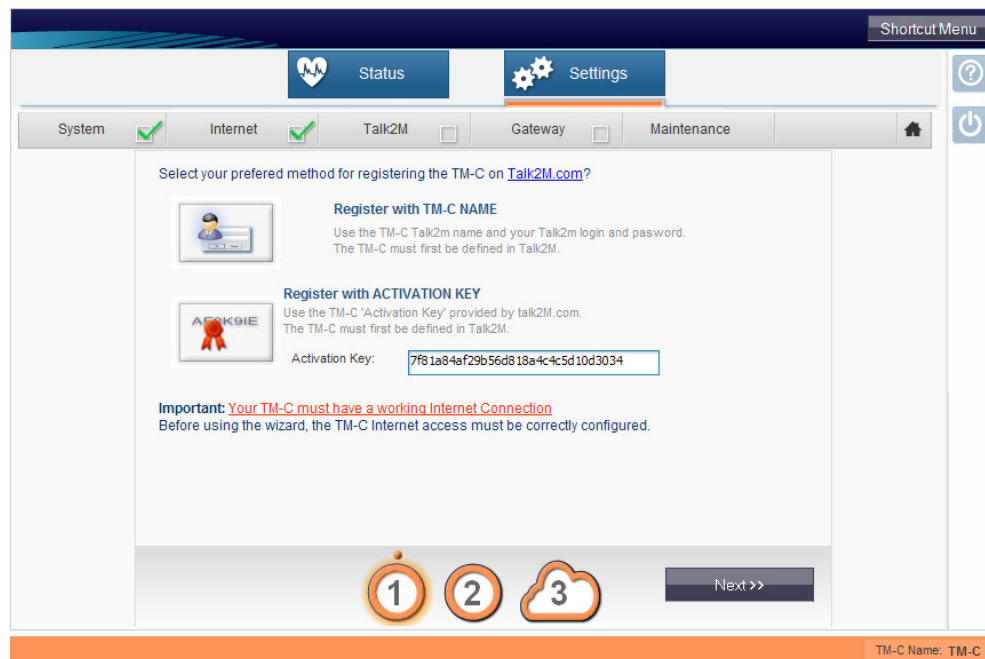 Shortcut Menu
Status
Settings
System
Internet
Talk2M
Gateway
Maintenance
Select your prefered method for registering the TM-C on Talk2M.com?
Register with TM-C NAME
Use the TM-C Talk2m name and your Talk2m login and pasword.
The TM-C must first be defined in Talk2M.
Register with ACTIVATION KEY
Use the TM-C 'Activation Key' provided by talk2M.com.
The TM-C must first be defined in Talk2M.
Activation Key: 7f81a84af29b56d818a4c4c5d10d3034
Important: Your TM-C must have a working Internet Connection
Before using the wizard, the TM-C Internet access must be correctly configured.
1
2
3
Next >>
TM-C Name: TM-C